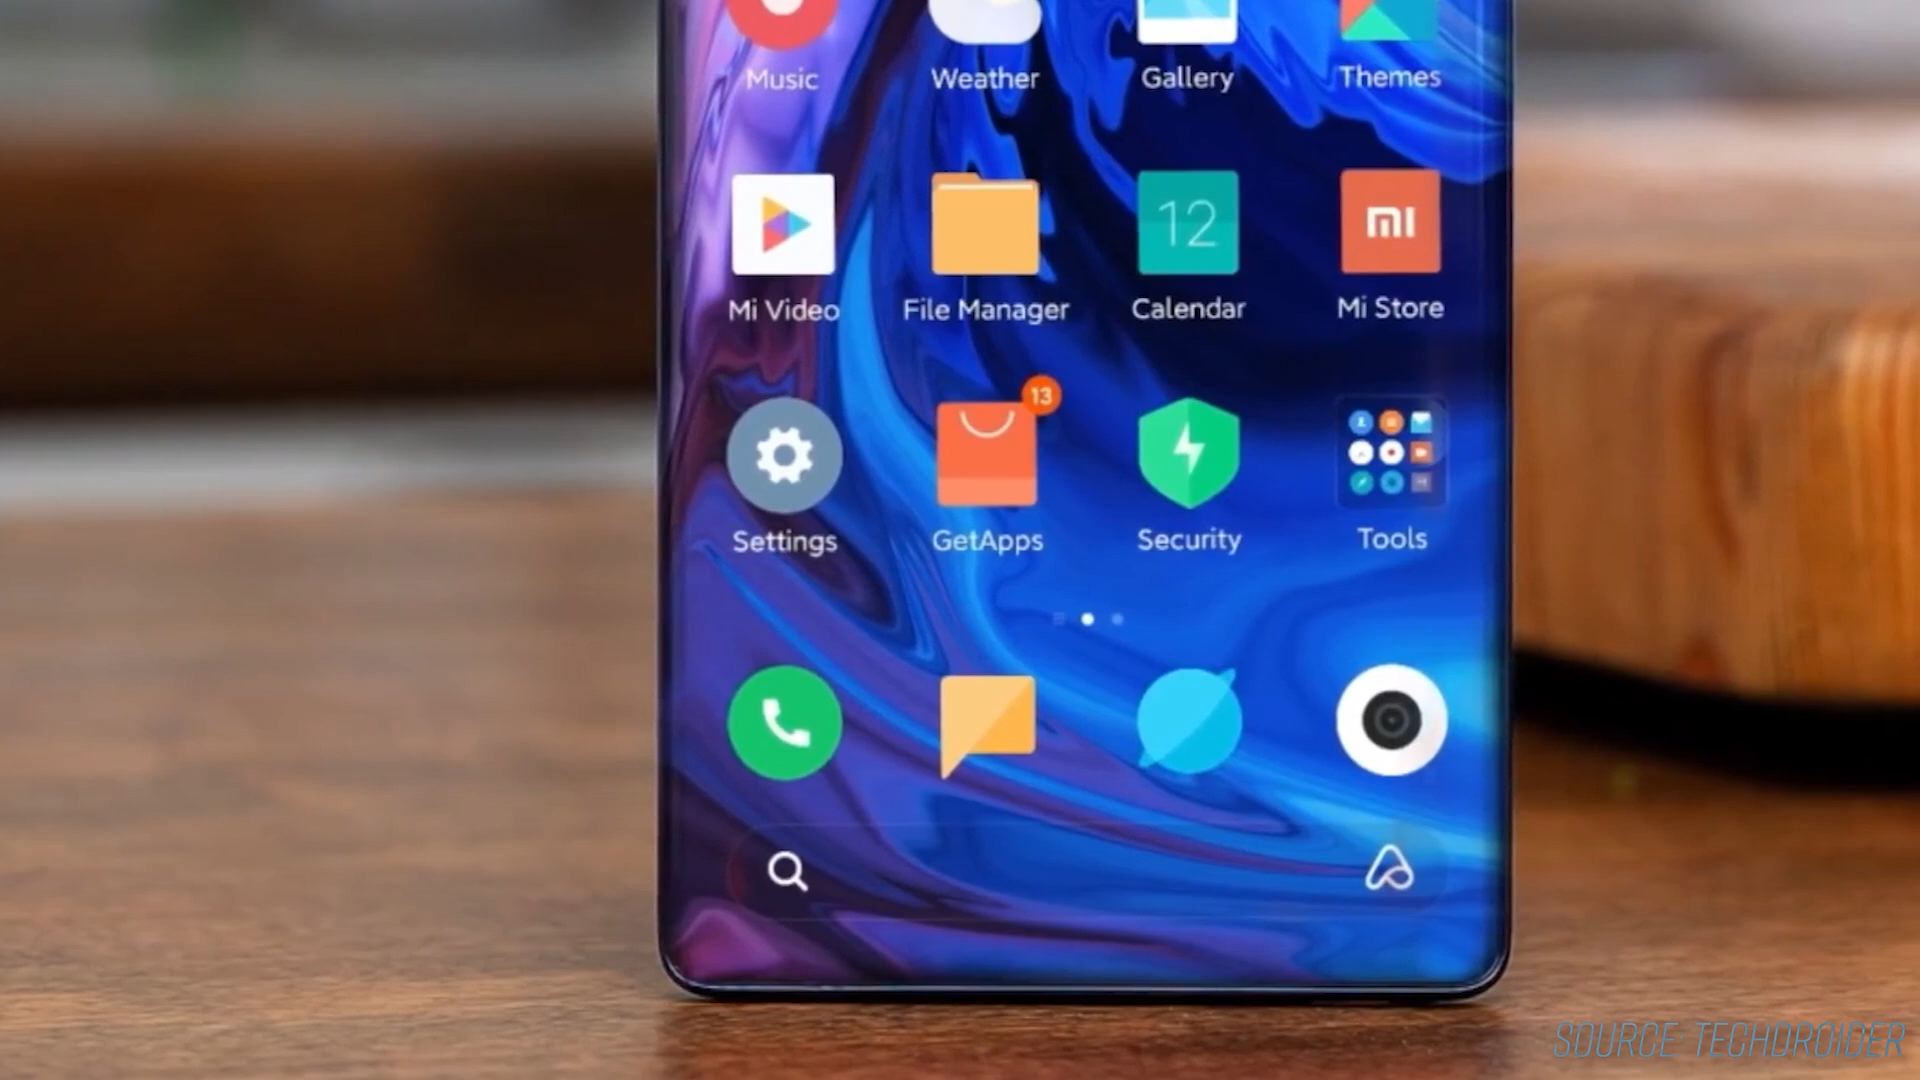 Music Weather Gallery Themes
12 mi
Mi Video File Manager Calendar Mi Store
13
Settings GetApps Security Tools
SOURCE: TECHDROIDER